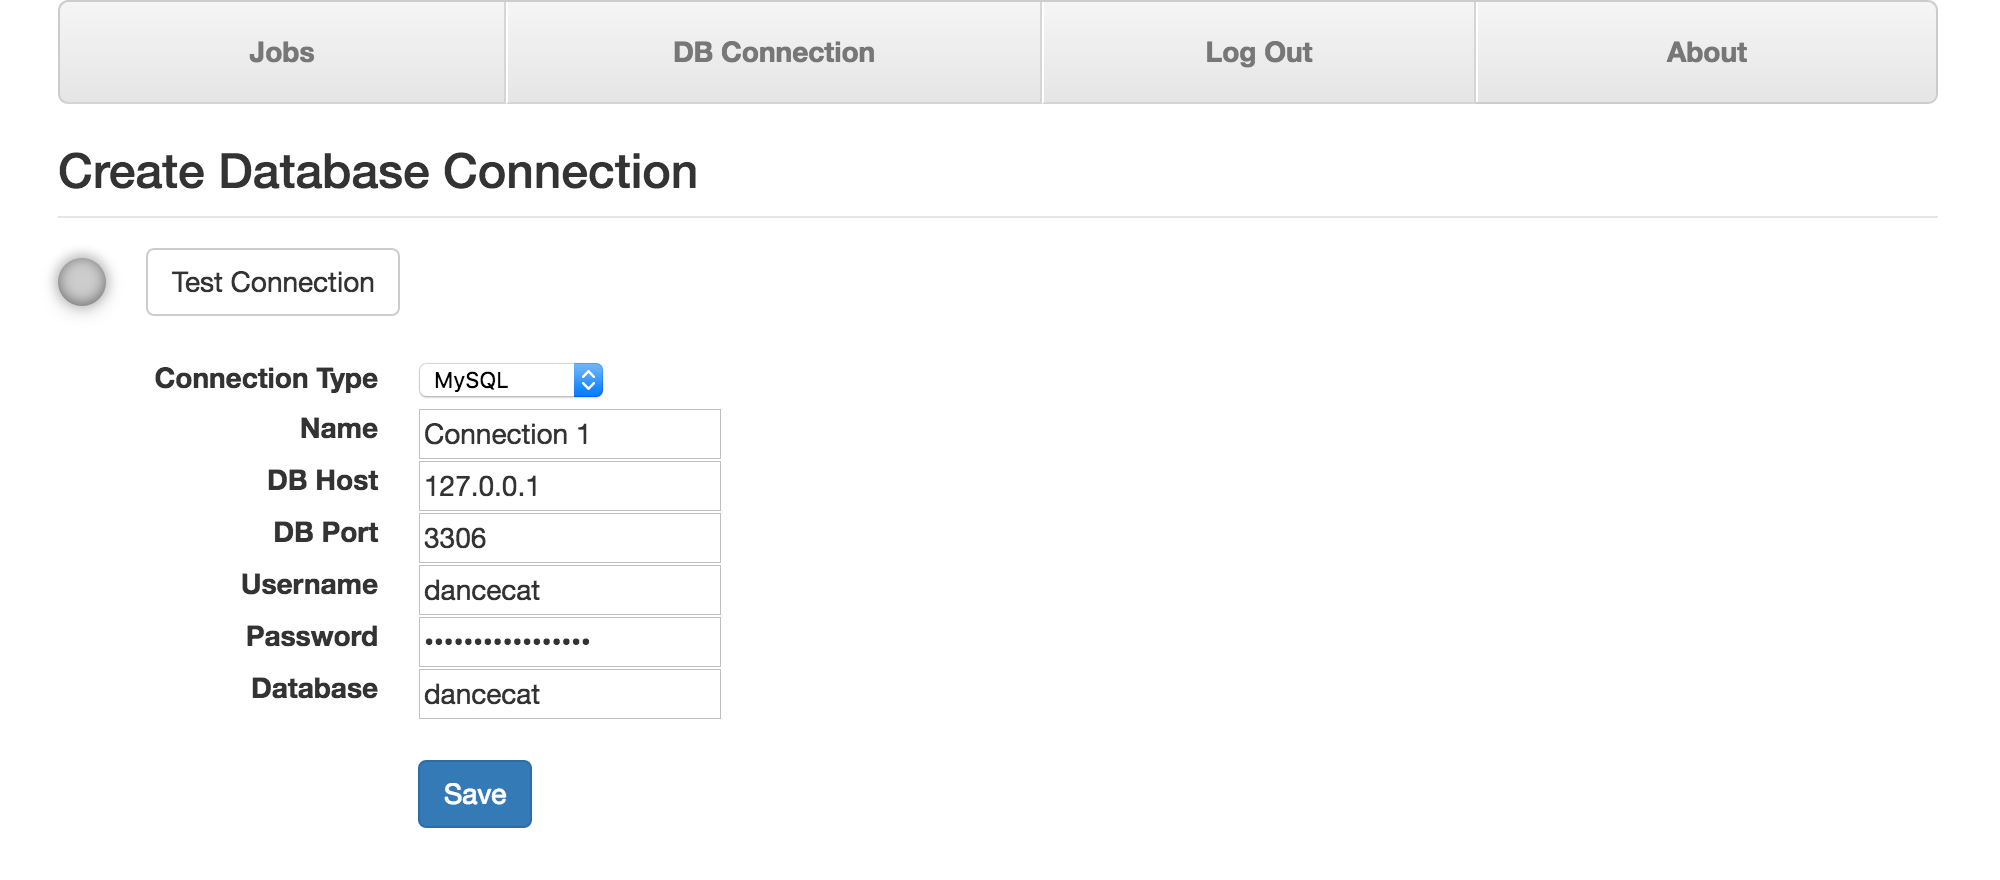 Jobs DB Connection Log Out About
Create Database Connection
Test Connection
Connection Type MySQL
Name Connection 1
DB Host 127.0.0.1
DB Port 3306
Username dancecat
Password •••••••••••••••••
Database dancecat
Save